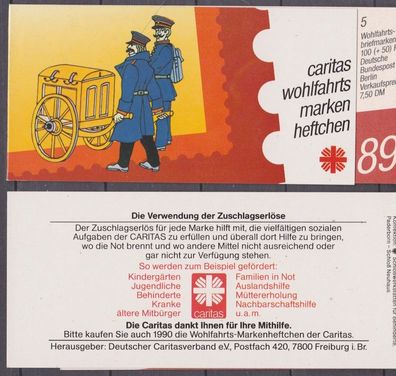 caritas
wohlfahrts
marken
heftchen
5
Wohlfahrts-
briefmarken
100 (+ 50)
Deutsche
Bundespost
Berlin
Verkaufspreis
7,50 DM
89
Die Verwendung der Zuschlagserlöse
Der Zuschlagserlös für jede Marke hilft mit, die vielfältigen sozialen
Aufgaben der CARITAS zu erfüllen und überall dort Hilfe zu bringen,
wo die Not brennt und wo andere Mittel nicht ausreichend oder
gar nicht zur Verfügung stehen.
So werden zum Beispiel gefördert:
Kindergärten
Jugendliche
Behinderte
Kranke
ältere Mitbürger
caritas
Familien in Not
Auslandshilfe
Müttererholung
Nachbarschaftshilfe
u.a.m.
Die Caritas dankt Ihnen für Ihre Mithilfe.
Bitte kaufen Sie auch 1990 die Wohlfahrts-Markenheftchen der Caritas.
Herausgeber: Deutscher Caritasverband e.V., Postfach 420, 7800 Freiburg i. Br.
Paderborn – Schloß Neuhaus